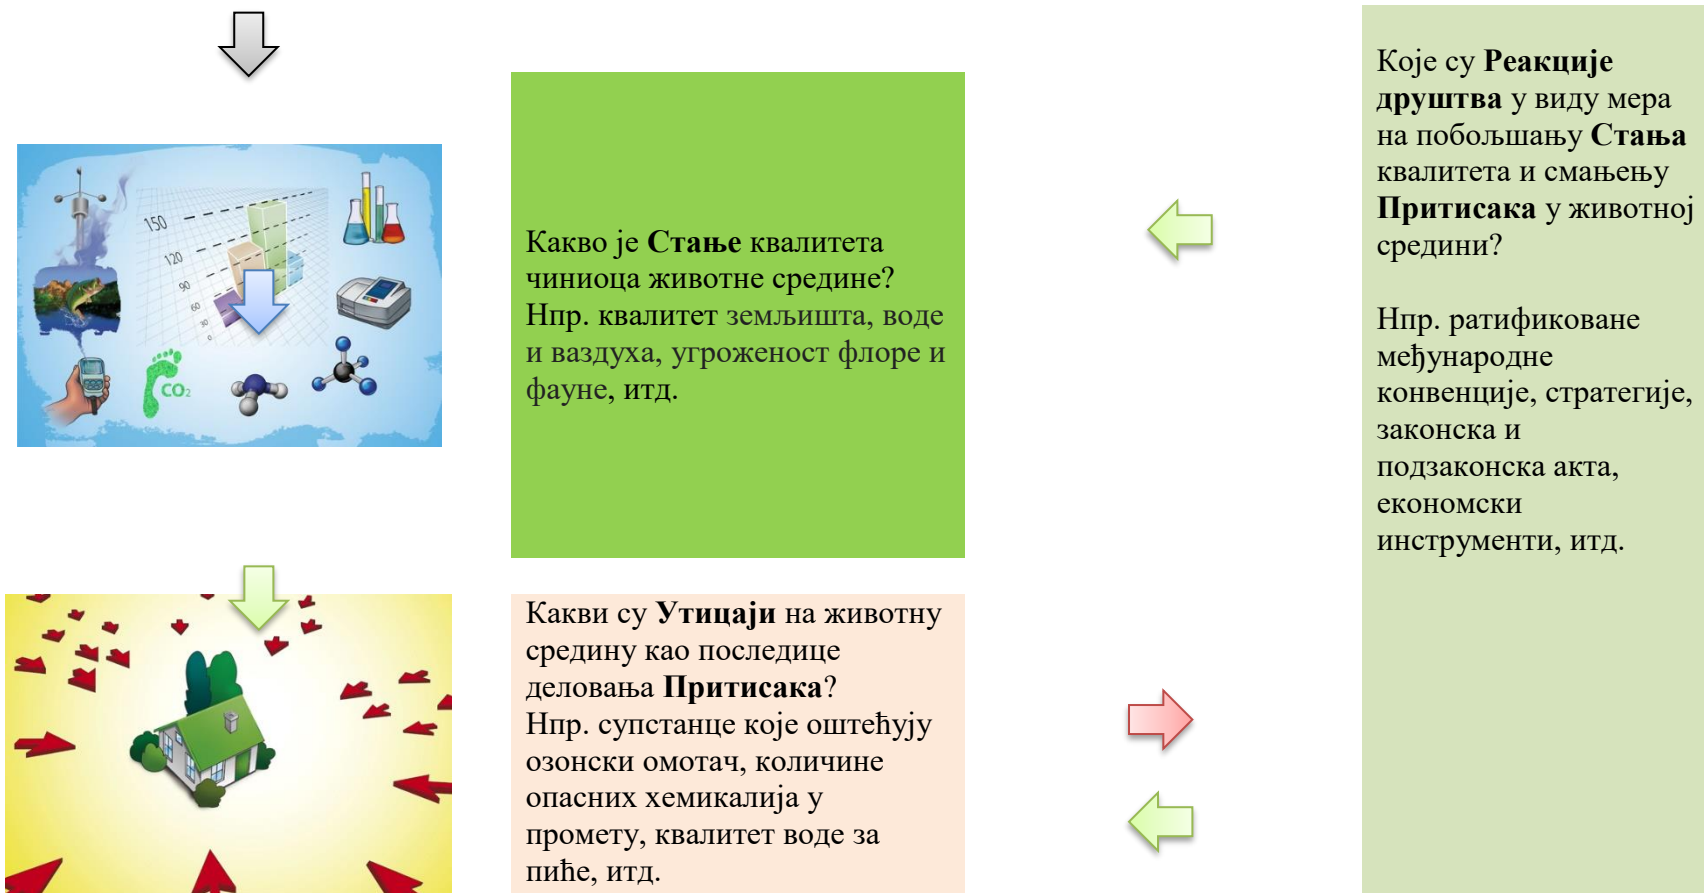 150
120
90
60
30
0
CO₂
Какво је Стање квалитета
чиниоца животне средине?
Нпр. квалитет земљишта, воде
и ваздуха, угроженост флоре и
фауне, итд.
Какви су Утицаји на животну
средину као последице
деловања Притисака?
Нпр. супстанце које оштећују
озонски омотач, количине
опасних хемикалија у
промету, квалитет воде за
пиће, итд.
Које су Реакције
друштва у виду мера
на побољшању Стања
квалитета и смањењу
Притисака у животној
средини?
Нпр. ратификоване
међународне
конвенције, стратегије,
законска и
подзаконска акта,
економски
инструменти, итд.